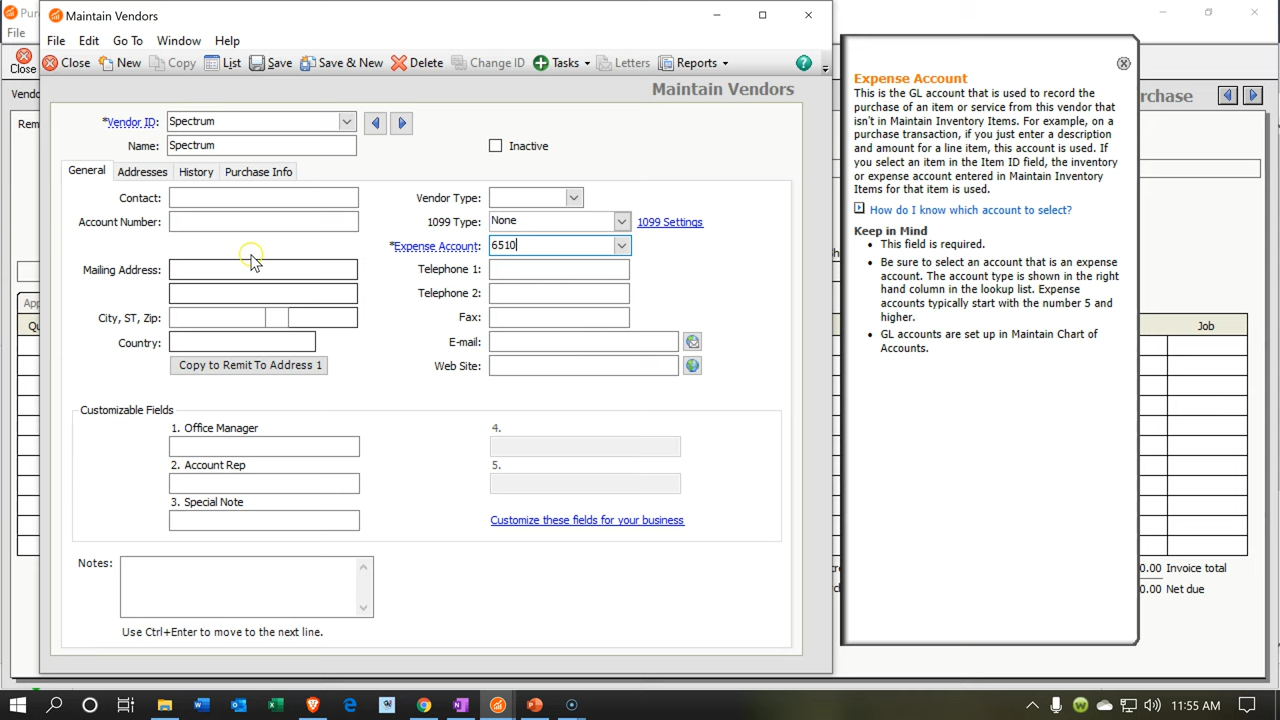 Maintain Vendors
File Edit Go To Window Help
Close New Copy List Save Save & New Delete Change ID Tasks Letters Reports
Maintain Vendors
*Vendor ID: Spectrum
Name: Spectrum
Inactive
General Addresses History Purchase Info
Contact:
Vendor Type:
Account Number:
1099 Type: None 1099 Settings
*Expense Account: 6510
Mailing Address:
Telephone 1:
Telephone 2:
City, ST, Zip:
Fax:
Country:
E-mail:
Copy to Remit To Address 1
Web Site:
Customizable Fields
1. Office Manager
4.
2. Account Rep
5.
3. Special Note
Customize these fields for your business
Notes:
Use Ctrl+Enter to move to the next line.
Expense Account
This is the GL account that is used to record the
purchase of an item or service from this vendor that
isn't in Maintain Inventory Items. For example, on a
purchase transaction, if you just enter a description
and amount for a line item, this account is used. If
you select an item in the Item ID field, the inventory
or expense account entered in Maintain Inventory
Items for that item is used.
How do I know which account to select?
Keep in Mind
• This field is required.
• Be sure to select an account that is an expense
account. The account type is shown in the right
hand column in the lookup list. Expense
accounts typically start with the number 5 and
higher.
• GL accounts are set up in Maintain Chart of
Accounts.
File
Close
Job
0.00 Invoice total
0.00 Net due
11:55 AM